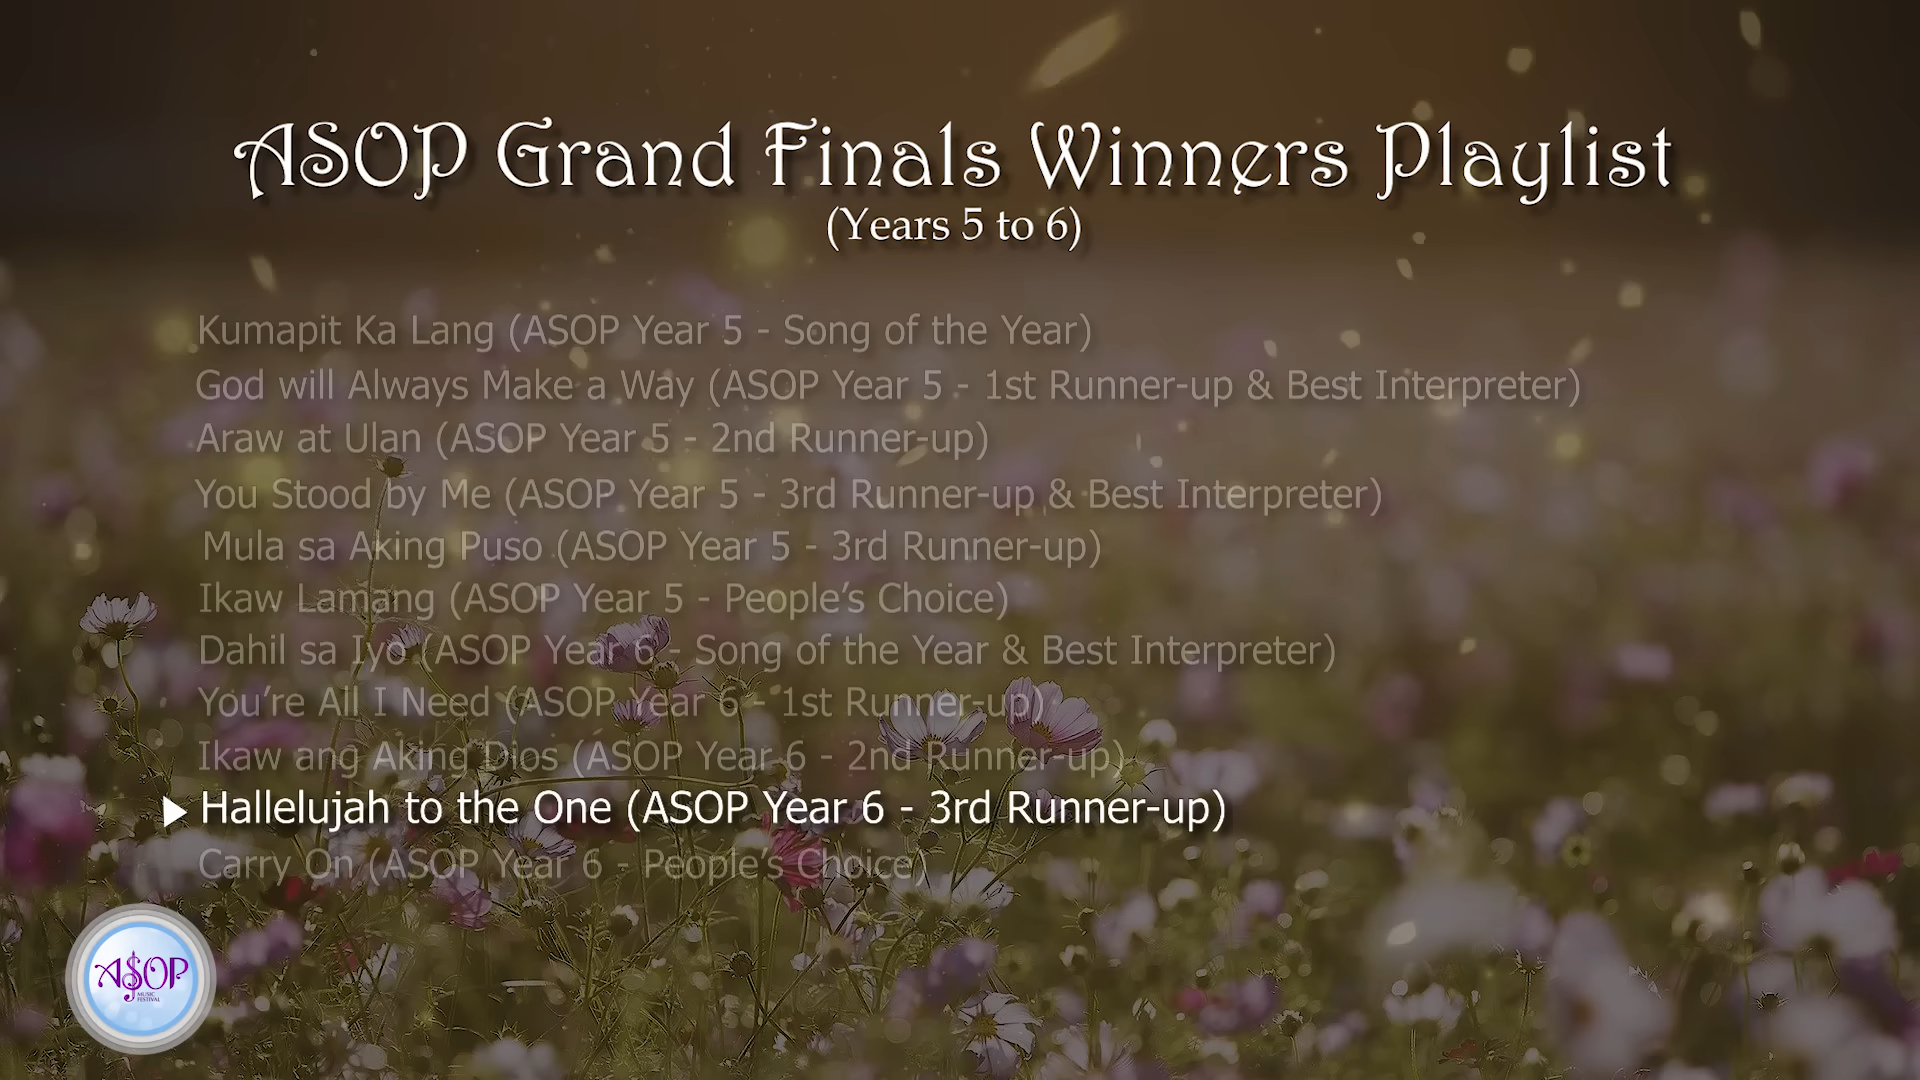 ASOP Grand Finals Winners Playlist
(Years 5 to 6)
Kumapit Ka Lang (ASOP Year 5 - Song of the Year)
God will Always Make a Way (ASOP Year 5 - 1st Runner-up & Best Interpreter)
Araw at Ulan (ASOP Year 5 - 2nd Runner-up)
You Stood by Me (ASOP Year 5 - 3rd Runner-up & Best Interpreter)
Mula sa Aking Puso (ASOP Year 5 - 3rd Runner-up)
Ikaw Lamang (ASOP Year 5 - People’s Choice)
Dahil sa Iyo (ASOP Year 6 - Song of the Year & Best Interpreter)
You’re All I Need (ASOP Year 6 - 1st Runner-up)
Ikaw ang Aking Dios (ASOP Year 6 - 2nd Runner-up)
Hallelujah to the One (ASOP Year 6 - 3rd Runner-up)
Carry On (ASOP Year 6 - People’s Choice)
ASOP
MUSIC
FESTIVAL